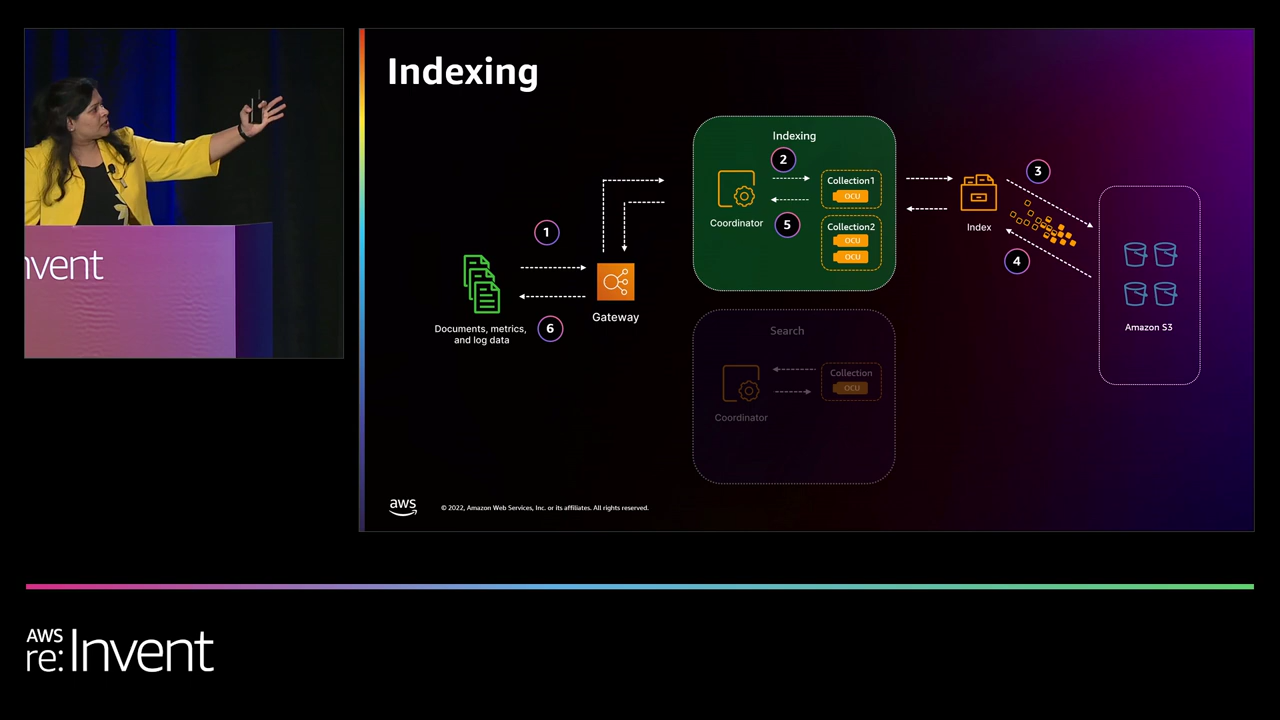 nvent
Indexing
Indexing
2
Collection1
OCU
Coordinator
5
Collection2
OCU
OCU
1
Gateway
Documents, metrics,
and log data
6
Index
3
4
Amazon S3
Search
Collection
OCU
Coordinator
aws
© 2022, Amazon Web Services, Inc. or its affiliates. All rights reserved.
AWS
re:Invent